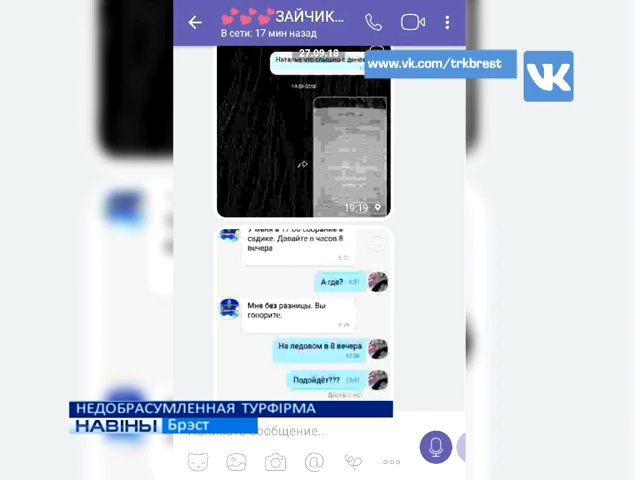 ЗАЙЧИК...
В сети: 17 мин назад
27.09.18
www.vk.com/trkbrest
19:19
У меня в 17.00 собрание в
садике. Давайте в часов 8
вечера
А где?
Мне без разницы. Вы
говорите.
На ледовом в 8 вечера
Подойдёт???
НЕДОБРАСУМЛЕННАЯ ТУРФІРМА
НАВІНЫ Брэст
сообщение...